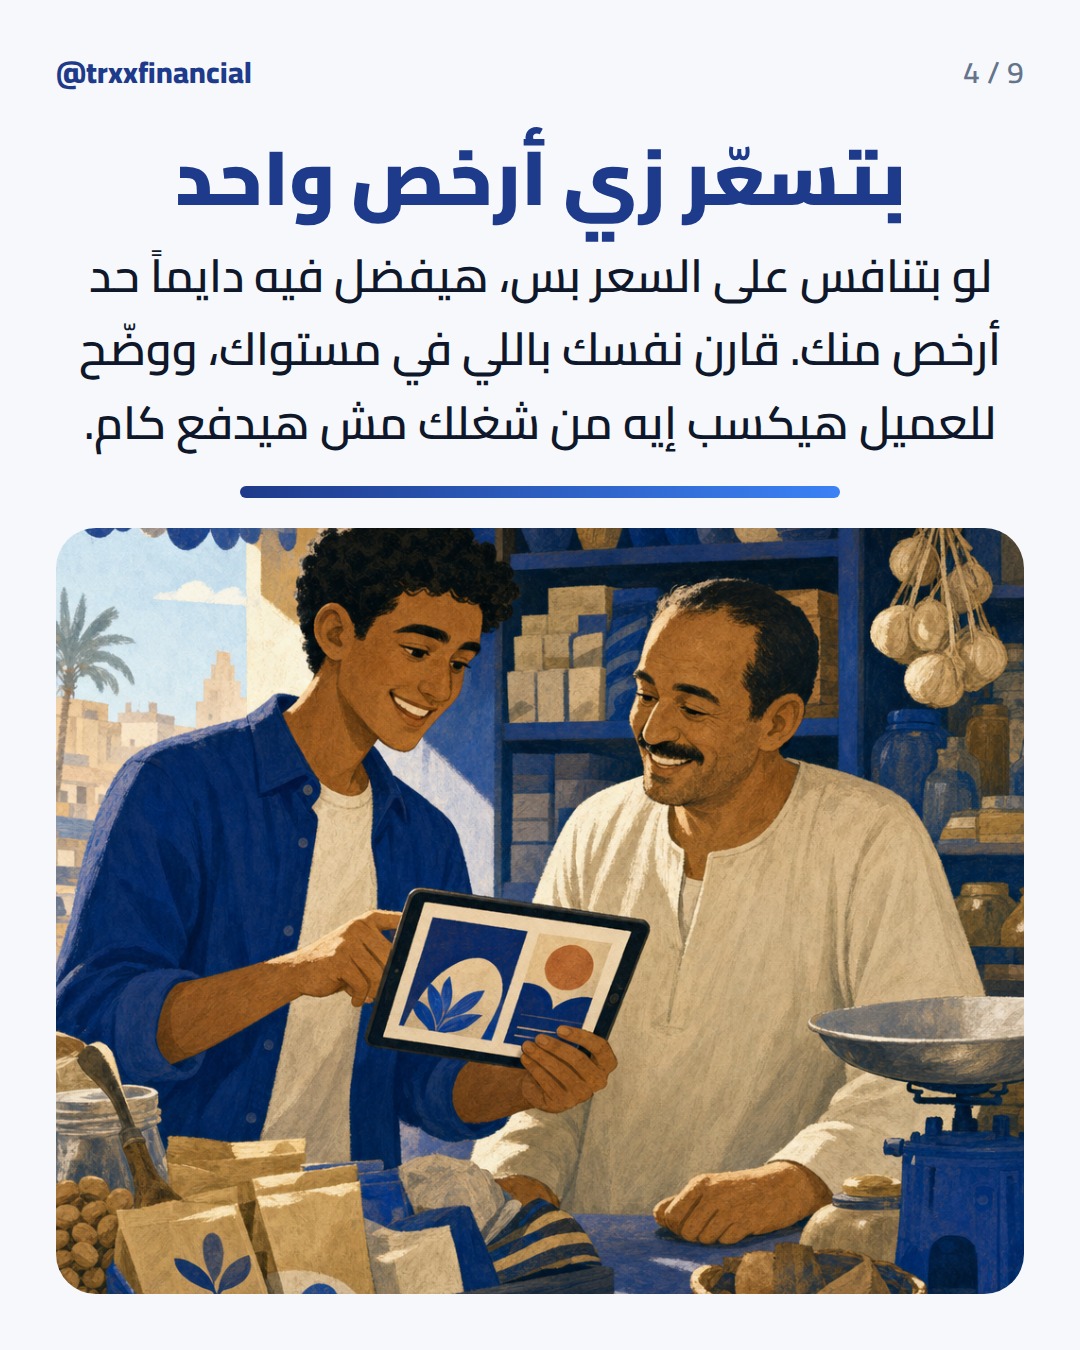 @trxxfinancial
4 / 9
بتسعّر زي أرخص واحد
لو بتنافس على السعر بس، هيفضل فيه دايماً حد
أرخص منك. قارن نفسك باللي في مستواك، ووضّح
للعميل هيكسب إيه من شغلك مش هيدفع كام.